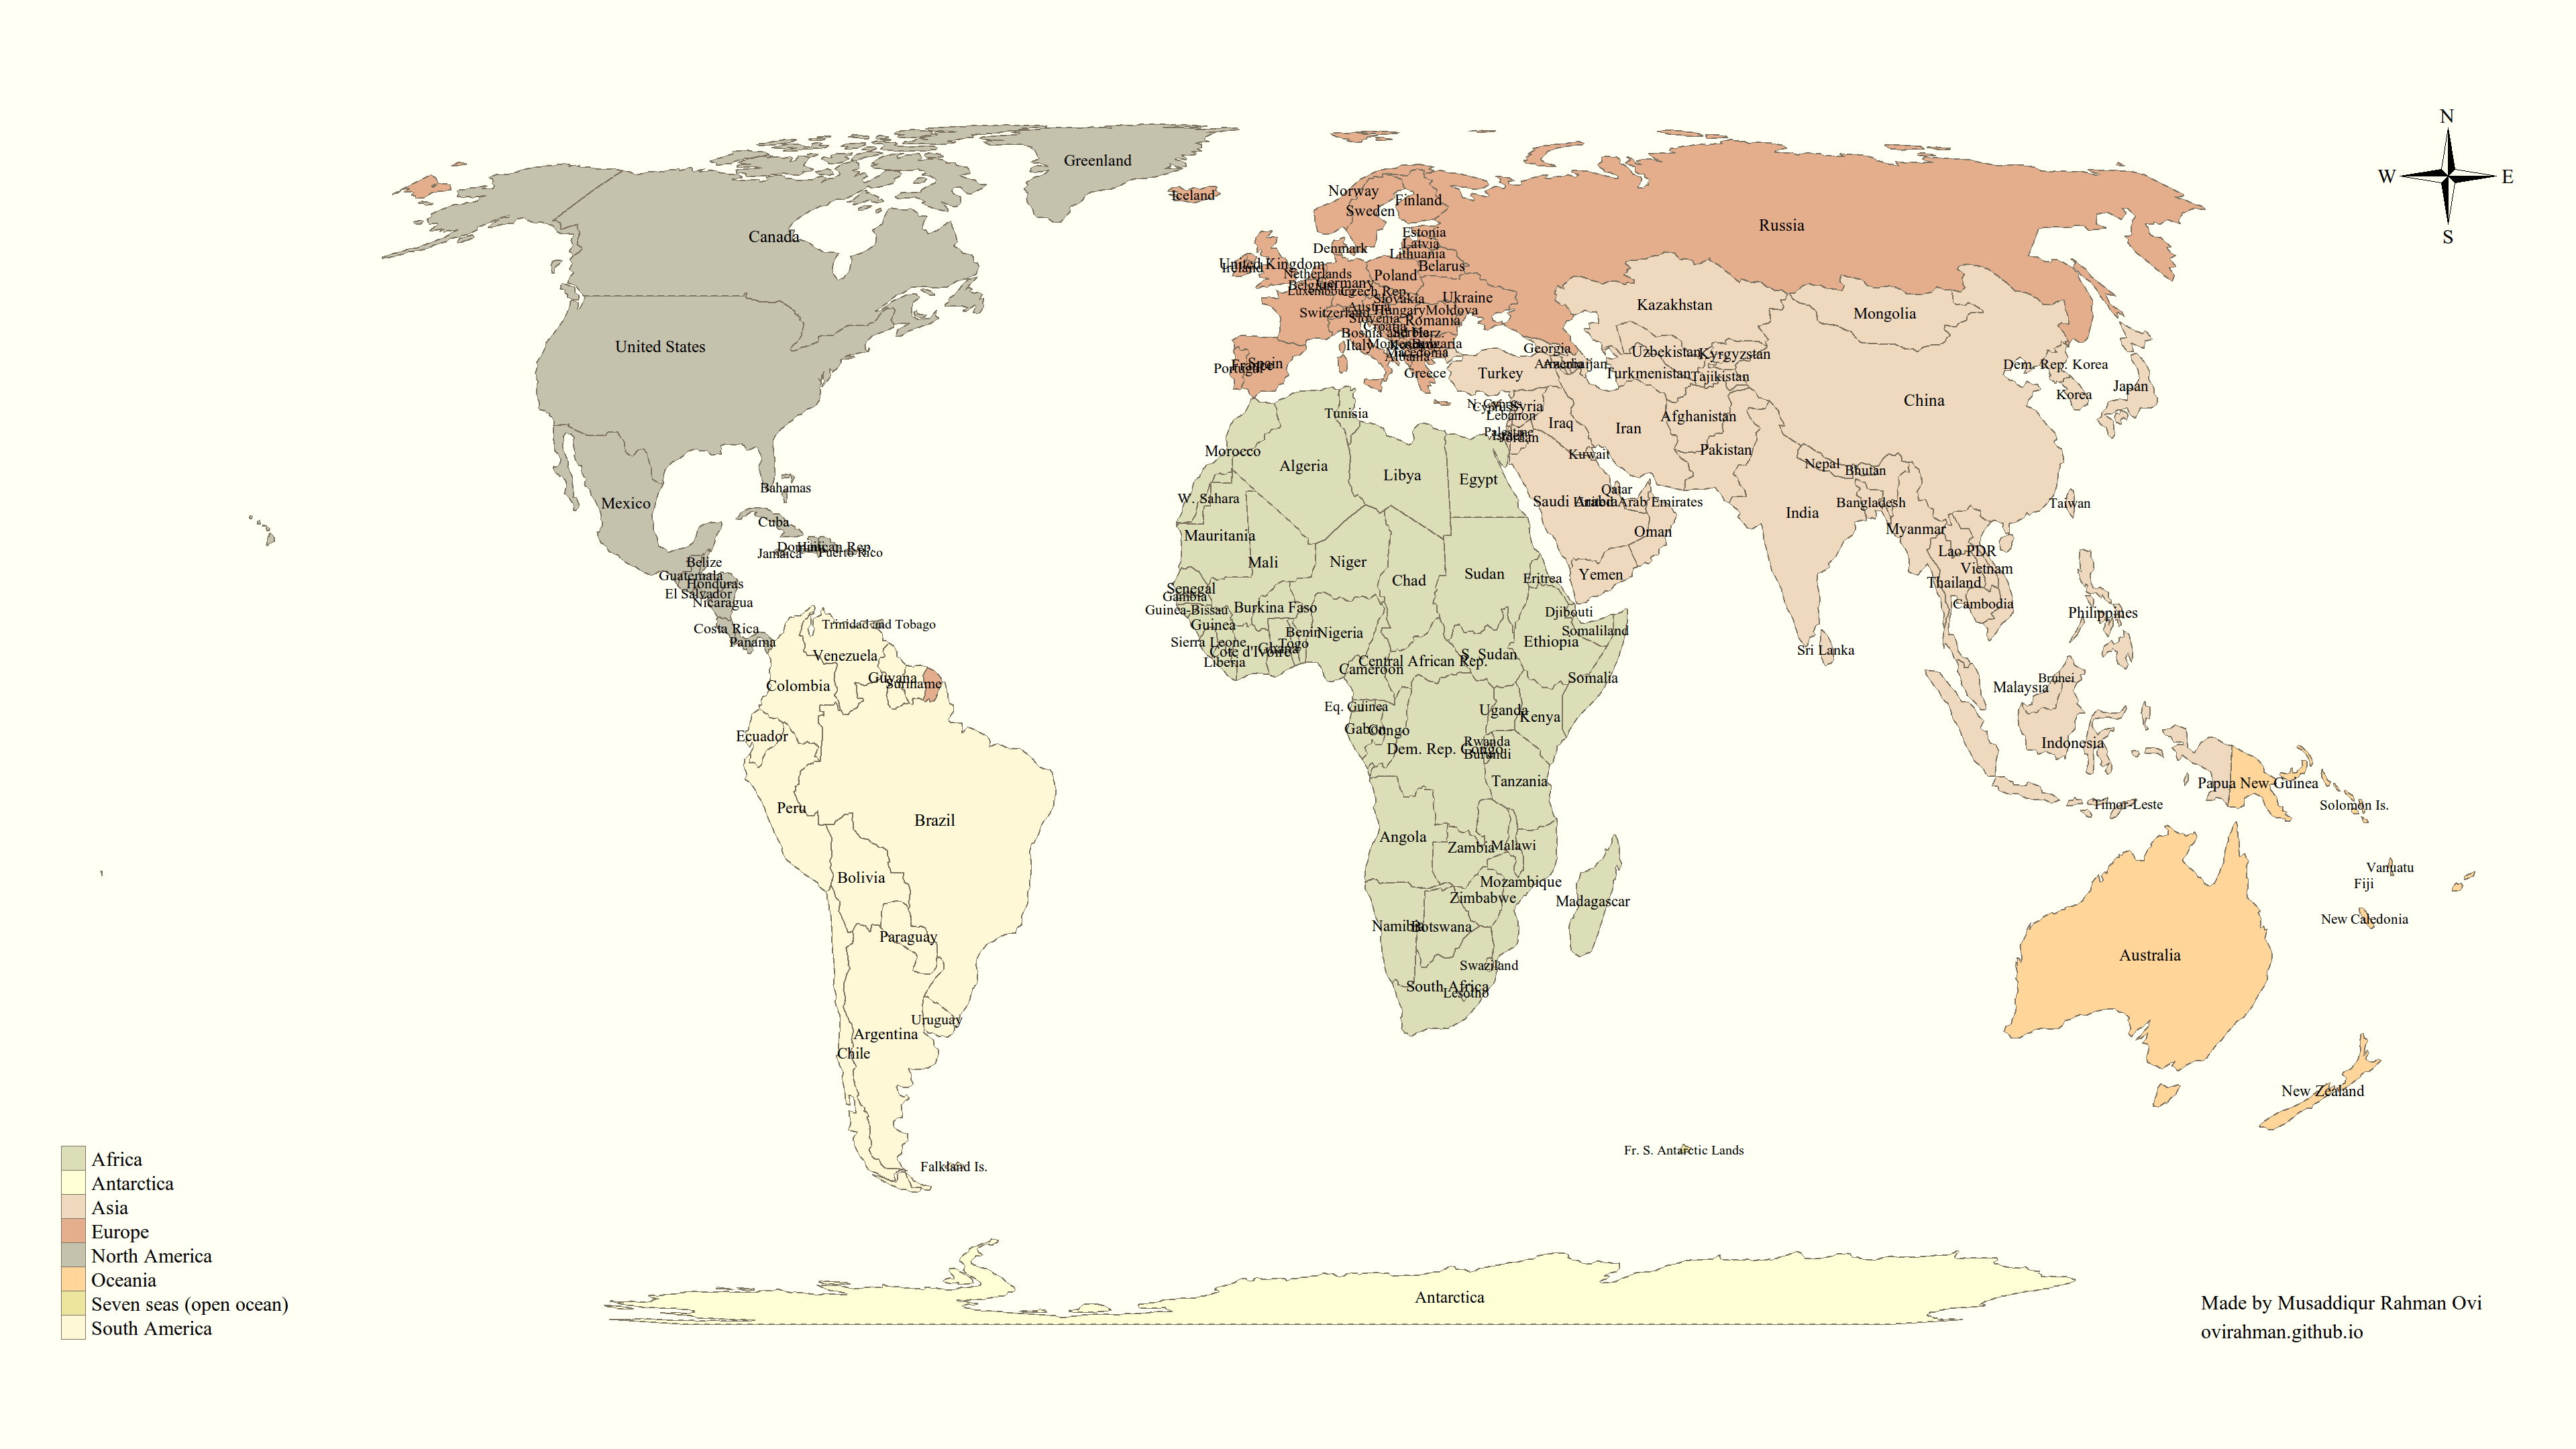 N
W
E
S
Greenland
Iceland
Norway
Finland
Sweden
Russia
Canada
Estonia
Latvia
Denmark
Lithuania
United Kingdom
Ireland
Belarus
Netherlands
Poland
Germany
Belgium
Luxembourg
Czech Rep.
Slovakia
Ukraine
Kazakhstan
Austria
Switzerland
Hungary
Moldova
Mongolia
Slovenia
Romania
Croatia
Bosnia and Herz.
Serbia
United States
Italy
Montenegro
Kosovo
Bulgaria
Georgia
Macedonia
Albania
Uzbekistan
Kyrgyzstan
Portugal
France
Spain
Greece
Turkey
Armenia
Azerbaijan
Turkmenistan
Tajikistan
Dem. Rep. Korea
Japan
Korea
China
N. Cyprus
Cyprus
Syria
Tunisia
Lebanon
Iraq
Iran
Afghanistan
Palestine
Israel
Jordan
Morocco
Kuwait
Pakistan
Algeria
Libya
Egypt
Nepal
Bhutan
Bahamas
Qatar
Mexico
W. Sahara
Saudi Arabia
United Arab Emirates
India
Bangladesh
Taiwan
Cuba
Mauritania
Oman
Myanmar
Jamaica
Dominican Rep.
Haiti
Puerto Rico
Lao PDR
Belize
Mali
Niger
Chad
Sudan
Eritrea
Yemen
Vietnam
Guatemala
Honduras
Thailand
El Salvador
Nicaragua
Senegal
Gambia
Guinea-Bissau
Burkina Faso
Djibouti
Cambodia
Philippines
Costa Rica
Trinidad and Tobago
Guinea
Benin
Nigeria
Somaliland
Panama
Sierra Leone
Côte d'Ivoire
Ghana
Togo
Ethiopia
Venezuela
Liberia
Central African Rep.
S. Sudan
Sri Lanka
Cameroon
Colombia
Guyana
Suriname
Somalia
Malaysia
Brunei
Eq. Guinea
Uganda
Kenya
Ecuador
Gabon
Congo
Rwanda
Dem. Rep. Congo
Burundi
Indonesia
Tanzania
Papua New Guinea
Peru
Brazil
Timor-Leste
Solomon Is.
Angola
Zambia
Malawi
Bolivia
Mozambique
Vanuatu
Fiji
Zimbabwe
Madagascar
New Caledonia
Paraguay
Namibia
Botswana
Australia
Swaziland
South Africa
Lesotho
Uruguay
Argentina
Chile
New Zealand
Falkland Is.
Fr. S. Antarctic Lands
Antarctica
Africa
Antarctica
Asia
Europe
North America
Oceania
Seven seas (open ocean)
South America
Made by Musaddiqur Rahman Ovi
ovirahman.github.io